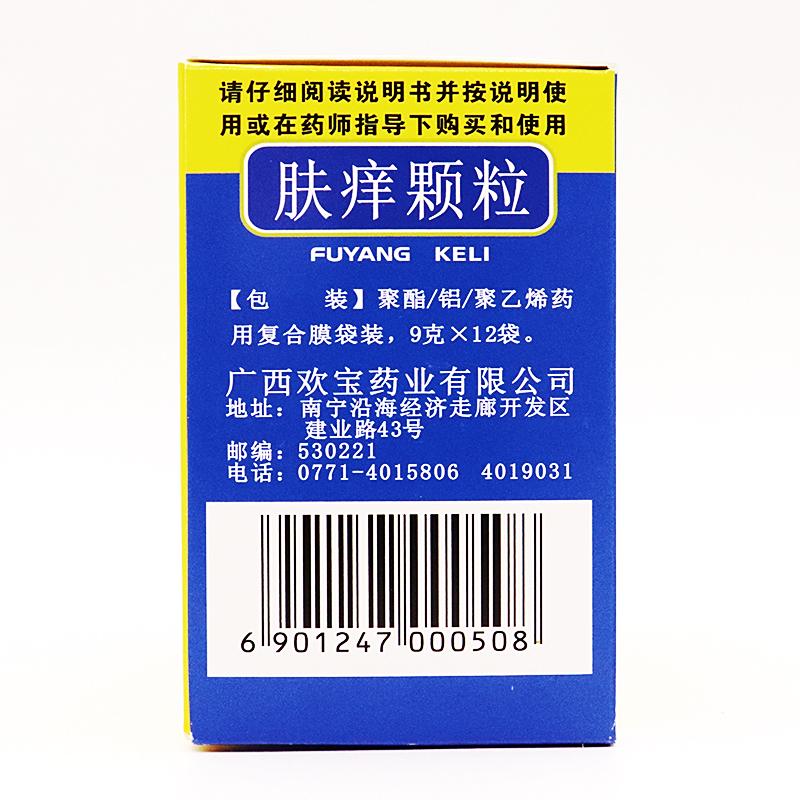 请仔细阅读说明书并按说明使
用或在药师指导下购买和使用
肤痒颗粒
FUYANG KELI
【包 装】聚酯/铝/聚乙烯药
用复合膜袋装，9克×12袋。
广西欢宝药业有限公司
地址：南宁沿海经济走廊开发区
建业路43号
邮编：530221
电话：0771-4015806 4019031
6 901247 000508